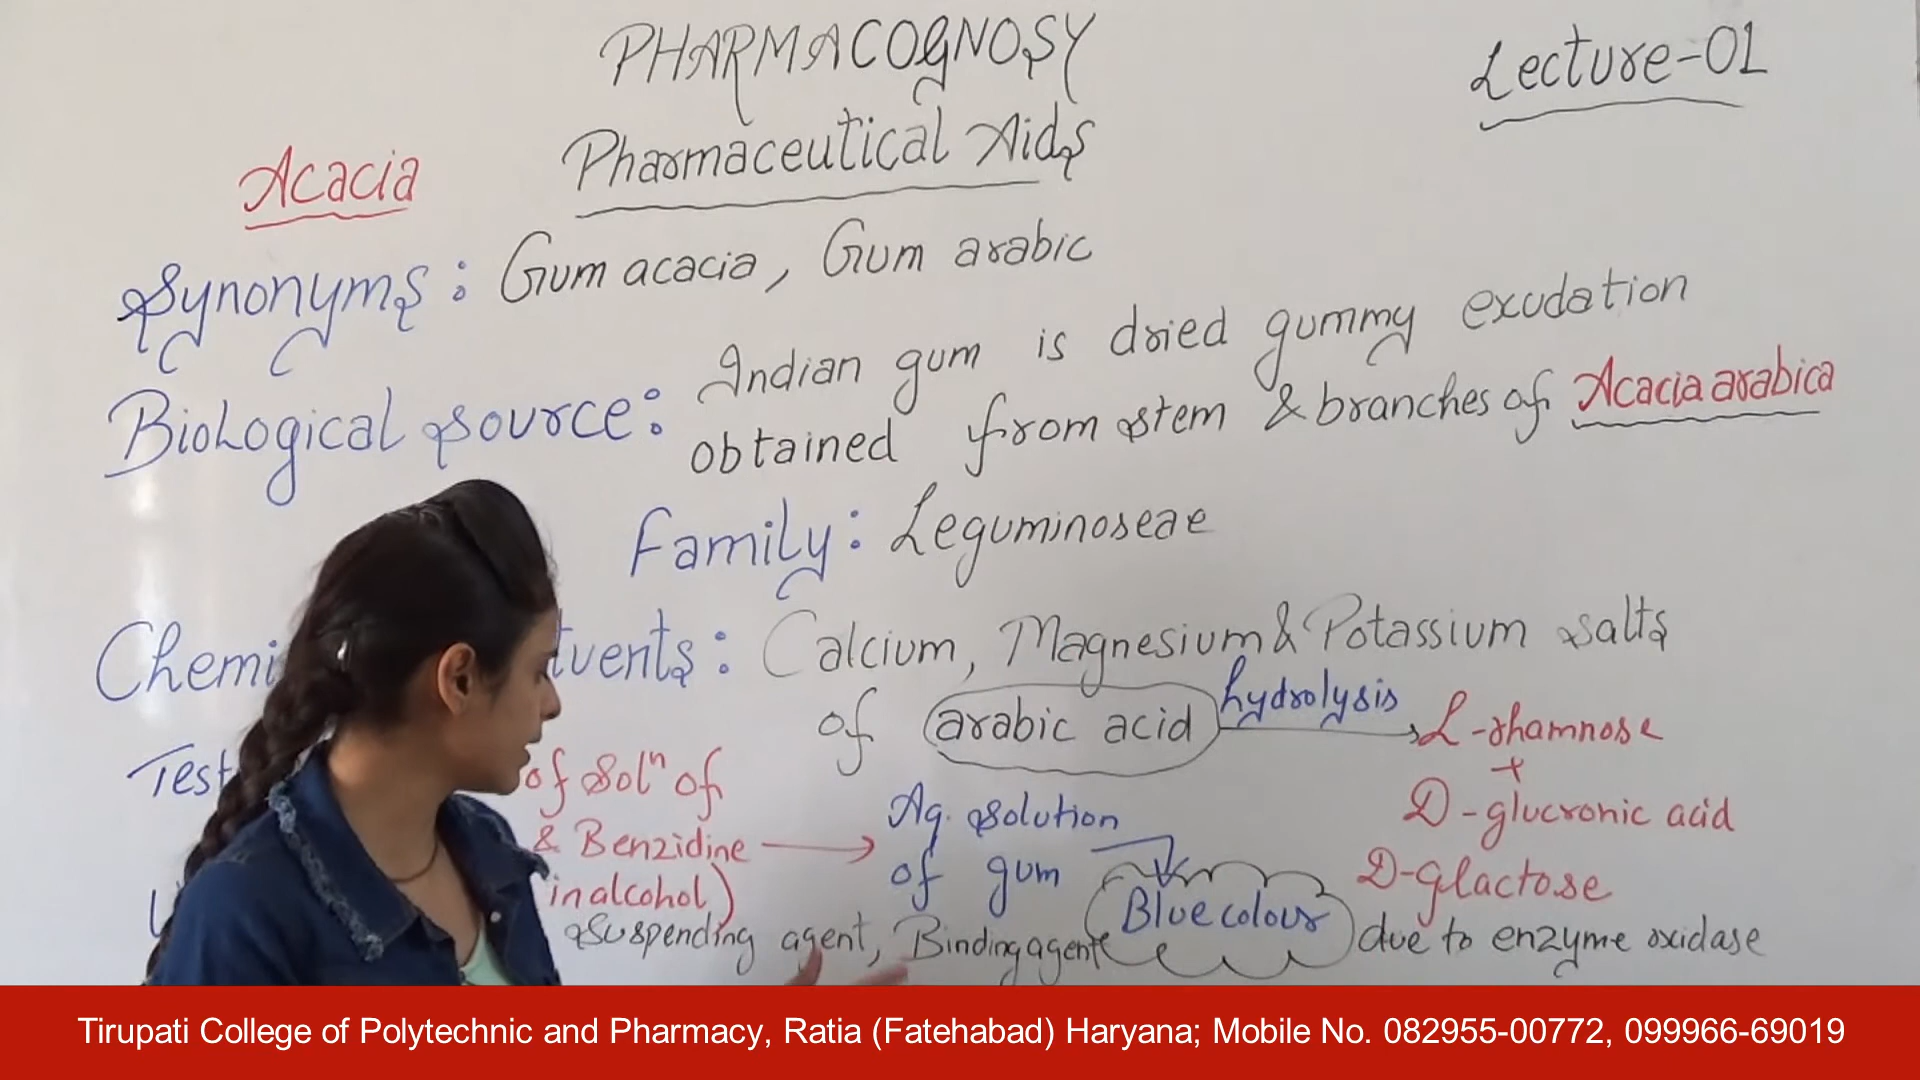 PHARMACOGNOSY
Lecture-01
Pharmaceutical Aids
Acacia
Synonyms: Gum acacia, Gum arabic
Biological source: Indian gum is dried gummy exudation
obtained from stem & branches of Acacia arabica
Family: Leguminoseae
Chemi tuents: Calcium, Magnesium & Potassium salts
of arabic acid hydrolysis L-rhamnose
+
Test of Solⁿ of
Aq. solution
D-glucronic acid
& Benzidine
of gum
D-glactose
in alcohol)
Blue colour due to enzyme oxidase
Suspending agent, Binding agent
Tirupati College of Polytechnic and Pharmacy, Ratia (Fatehabad) Haryana; Mobile No. 082955-00772, 099966-69019